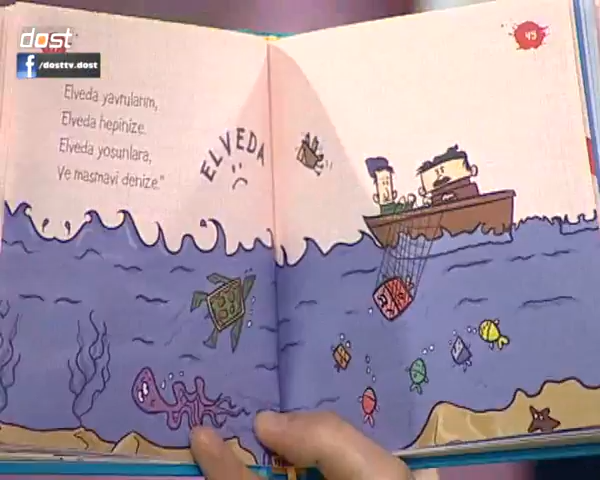 dost
/dosttv.dost
45
Elveda yavrularım,
Elveda hepinize.
Elveda yosunlara,
Ve masmavi denize."
ELVEDA